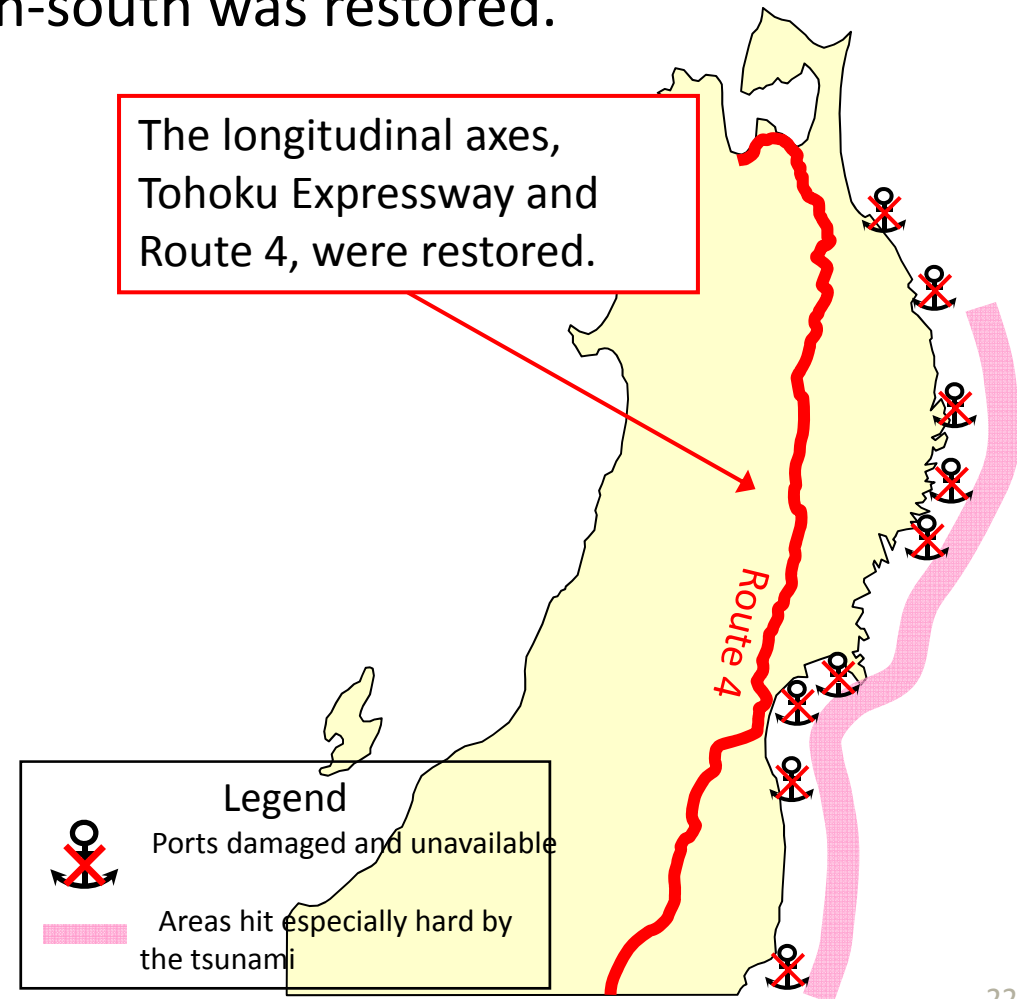 n-south was restored.
The longitudinal axes,
Tohoku Expressway and
Route 4, were restored.
Route 4
Legend
Ports damaged and unavailable
Areas hit especially hard by
the tsunami
22